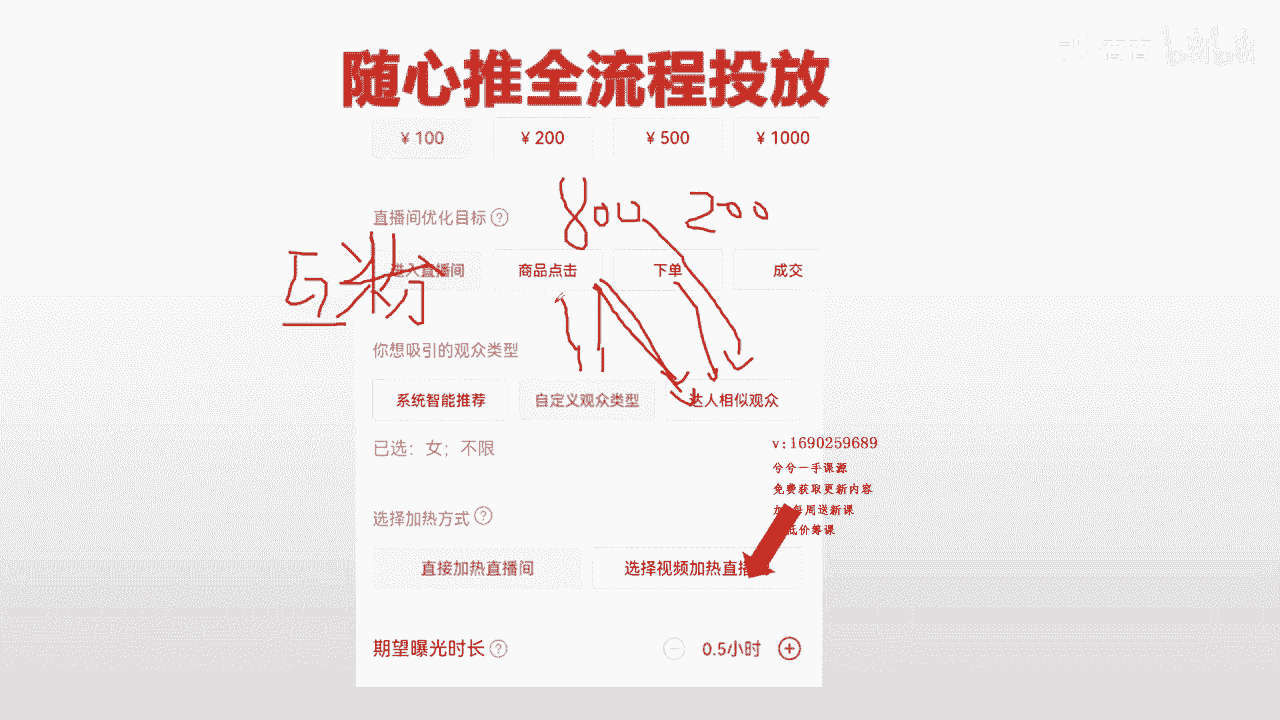 随心推全流程投放
¥ 100 ¥ 200 ¥ 500 ¥ 1000
直播间优化目标 ?
800 200
进入直播间 商品点击 下单 成交
互粉
你想吸引的观众类型
系统智能推荐 自定义观众类型 达人相似观众
已选：女；不限
v:1690259689
兮兮一手课源
免费获取更新内容
每周送新课
低价筹课
选择加热方式 ?
直接加热直播间 选择视频加热直播
期望曝光时长 ? 0.5小时